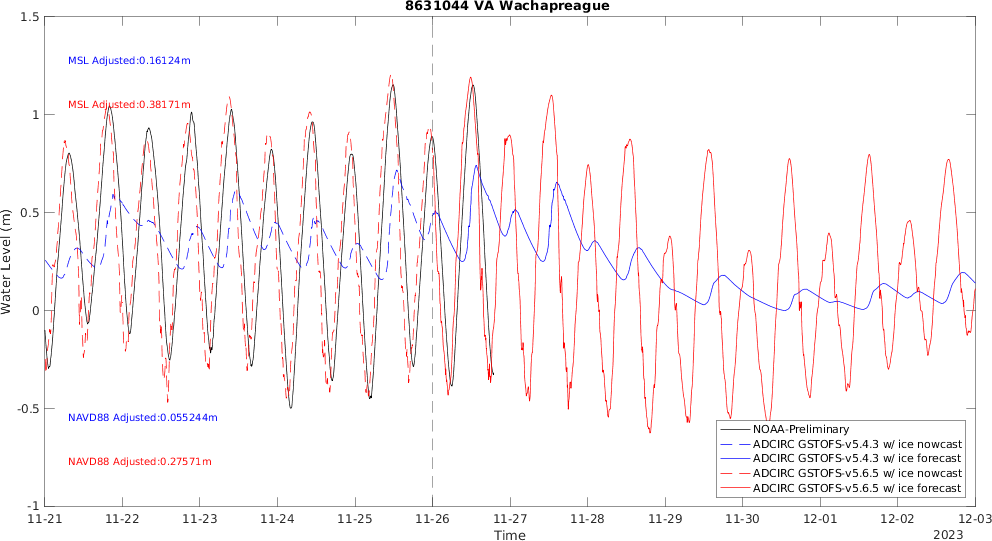 8631044 VA Wachapreague
1.5
1
0.5
0
-0.5
-1
Water Level (m)
MSL Adjusted:0.16124m
MSL Adjusted:0.38171m
NAVD88 Adjusted:0.055244m
NAVD88 Adjusted:0.27571m
NOAA-Preliminary
ADCIRC GSTOFS-v5.4.3 w/ ice nowcast
ADCIRC GSTOFS-v5.4.3 w/ ice forecast
ADCIRC GSTOFS-v5.6.5 w/ ice nowcast
ADCIRC GSTOFS-v5.6.5 w/ ice forecast
11-21 11-22 11-23 11-24 11-25 11-26 11-27 11-28 11-29 11-30 12-01 12-02 12-03
Time
2023